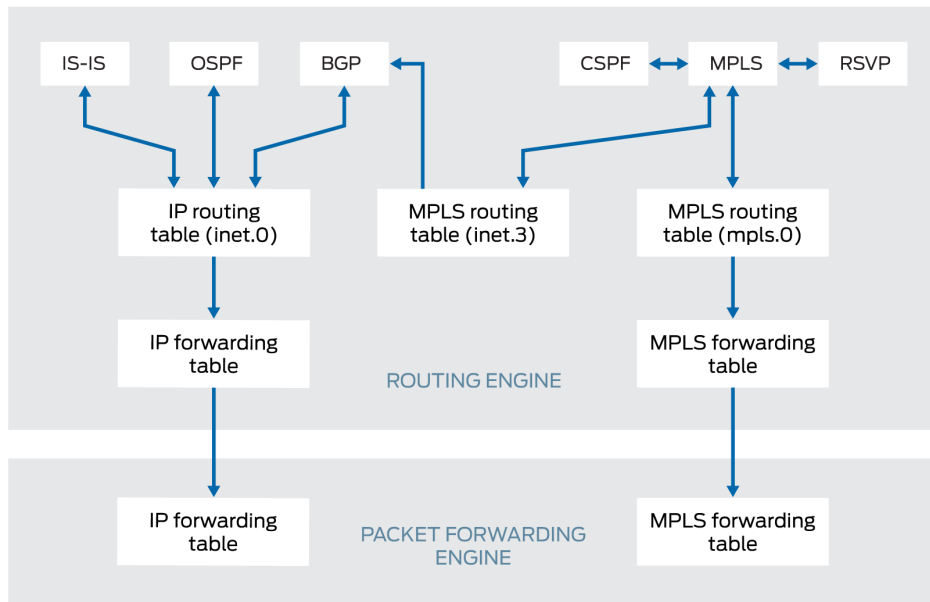 IS-IS
OSPF
BGP
CSPF
MPLS
RSVP
IP routing
table (inet.0)
MPLS routing
table (inet.3)
MPLS routing
table (mpls.0)
IP forwarding
table
MPLS forwarding
table
ROUTING ENGINE
IP forwarding
table
PACKET FORWARDING
ENGINE
MPLS forwarding
table